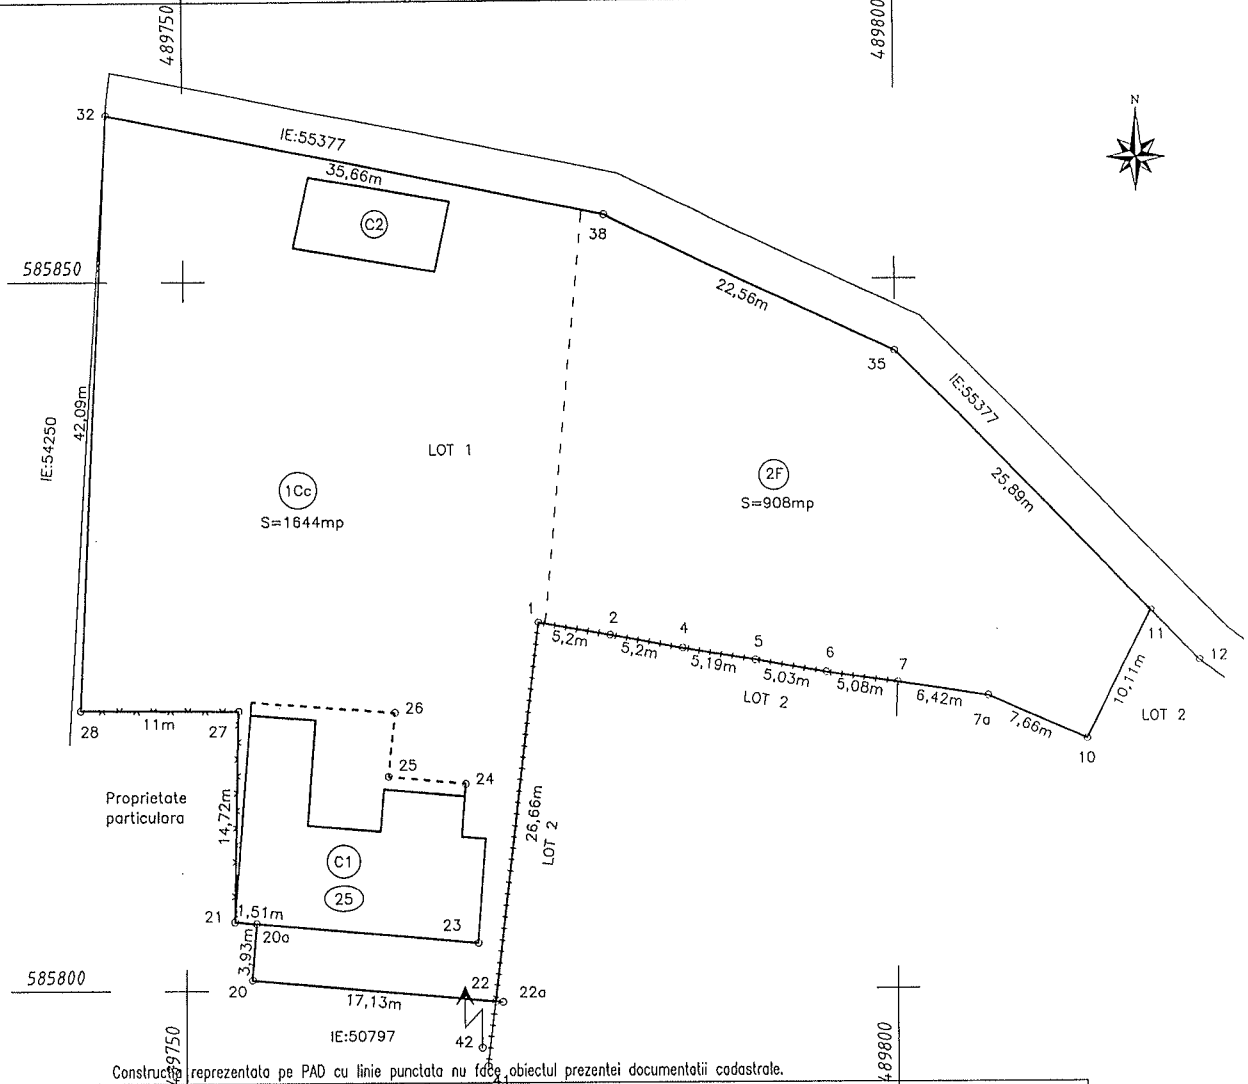 489750
489800
N
32
IE:55377
35,66m
C2
38
585850
22,56m
35
IE:55377
42,09m
IE:54250
LOT 1
2F
S=908mp
1Cc
S=1644mp
25,89m
1
2
4
5
6
7
5,2m
5,2m
5,19m
5,03m
5,08m
6,42m
7a
7,66m
10
10,11m
11
12
LOT 2
LOT 2
28
11m
27
26
25
24
Proprietate
particulara
14,72m
26,66m
LOT 2
C1
25
21
1,51m
20a
23
3,93m
585800
20
17,13m
22
22a
IE:50797
42
489750
489800
Constructia reprezentata pe PAD cu linie punctata nu face obiectul prezentei documentatii cadastrale.
41